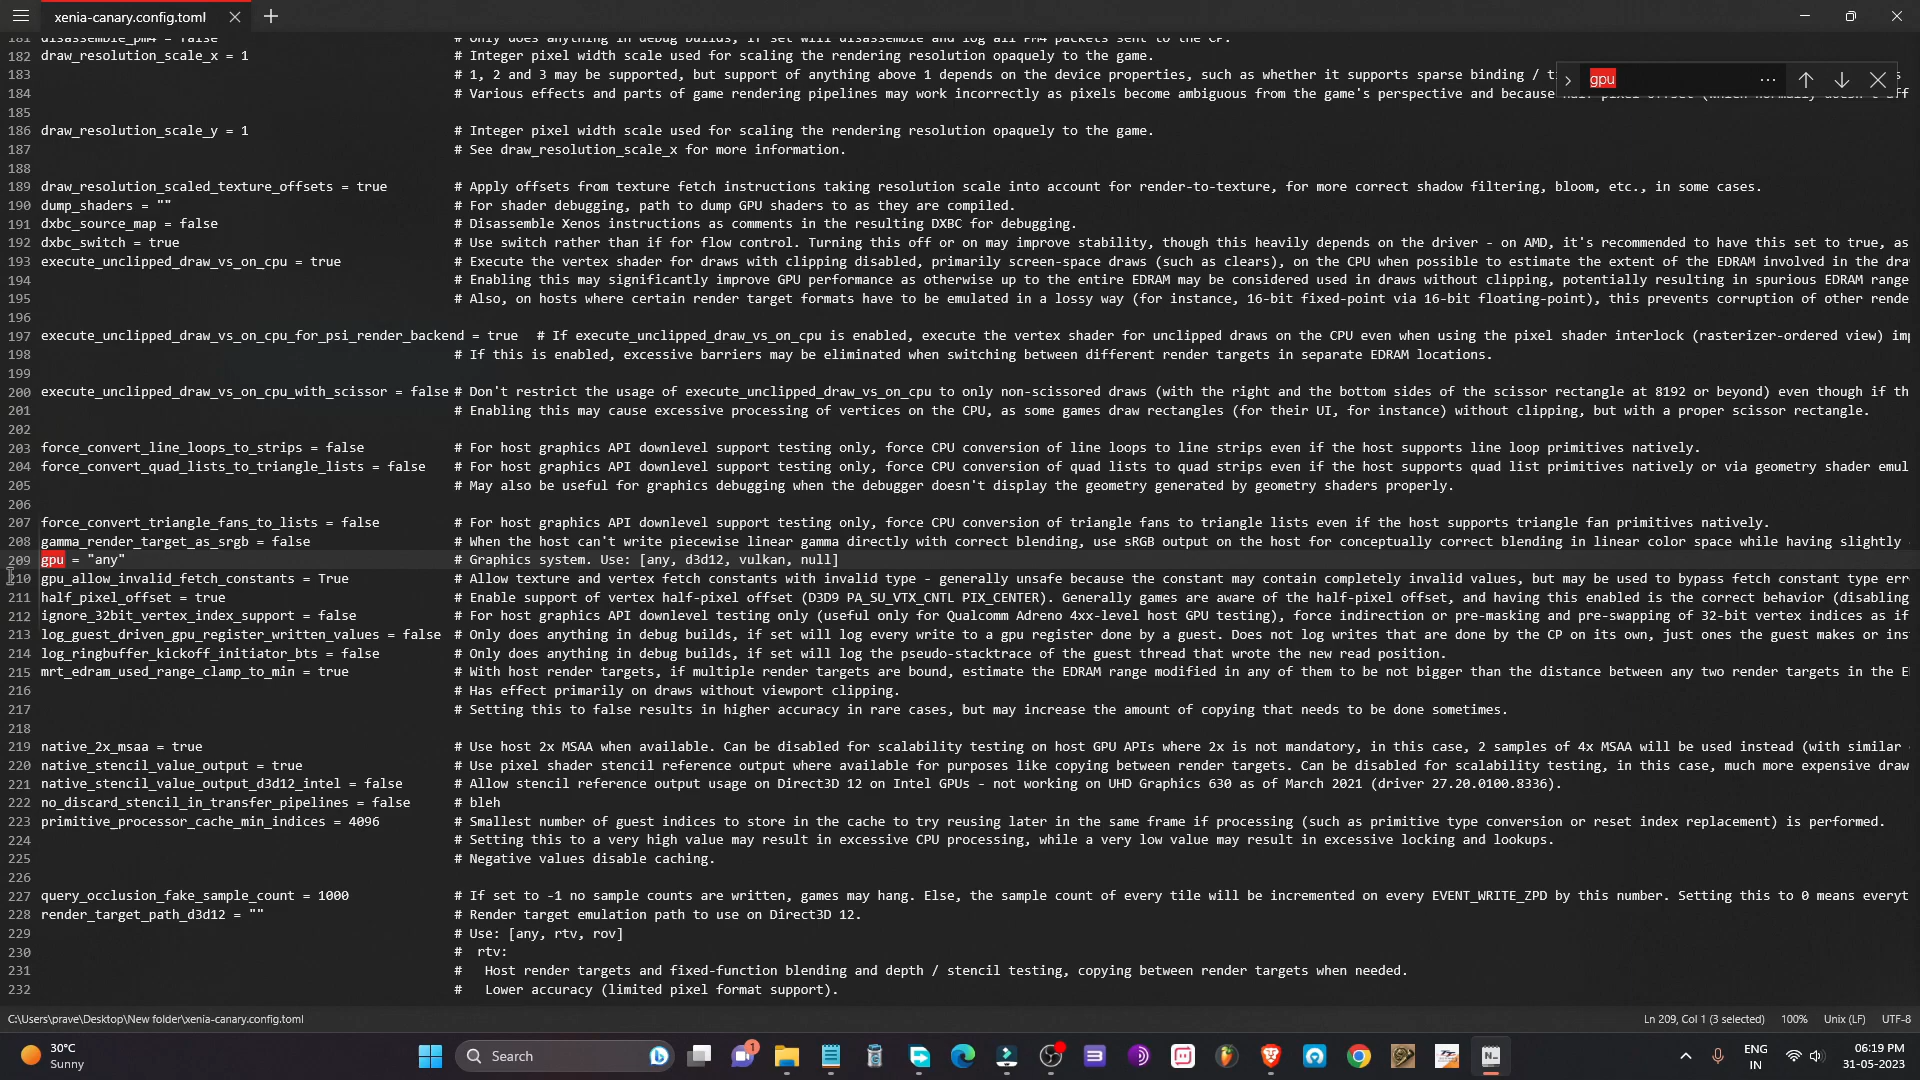 xenia-canary.config.toml
gpu
182 draw_resolution_scale_x = 1 # Integer pixel width scale used for scaling the rendering resolution opaquely to the game.
183 # 1, 2 and 3 may be supported, but support of anything above 1 depends on the device properties, such as whether it supports sparse binding /
184 # Various effects and parts of game rendering pipelines may work incorrectly as pixels become ambiguous from the game's perspective and because
185
186 draw_resolution_scale_y = 1 # Integer pixel width scale used for scaling the rendering resolution opaquely to the game.
187 # See draw_resolution_scale_x for more information.
188
189 draw_resolution_scaled_texture_offsets = true # Apply offsets from texture fetch instructions taking resolution scale into account for render-to-texture, for more correct shadow filtering, bloom, etc., in some cases.
190 dump_shaders = "" # For shader debugging, path to dump GPU shaders to as they are compiled.
191 dxbc_source_map = false # Disassemble Xenos instructions as comments in the resulting DXBC for debugging.
192 dxbc_switch = true # Use switch rather than if for flow control. Turning this off or on may improve stability, though this heavily depends on the driver - on AMD, it's recommended to have this set to true, as
193 execute_unclipped_draw_vs_on_cpu = true # Execute the vertex shader for draws with clipping disabled, primarily screen-space draws (such as clears), on the CPU when possible to estimate the extent of the EDRAM involved in the dra
194 # Enabling this may significantly improve GPU performance as otherwise up to the entire EDRAM may be considered used in draws without clipping, potentially resulting in spurious EDRAM range
195 # Also, on hosts where certain render target formats have to be emulated in a lossy way (for instance, 16-bit fixed-point via 16-bit floating-point), this prevents corruption of other rende
196
197 execute_unclipped_draw_vs_on_cpu_for_psi_render_backend = true # If execute_unclipped_draw_vs_on_cpu is enabled, execute the vertex shader for unclipped draws on the CPU even when using the pixel shader interlock (rasterizer-ordered view) imp
198 # If this is enabled, excessive barriers may be eliminated when switching between different render targets in separate EDRAM locations.
199
200 execute_unclipped_draw_vs_on_cpu_with_scissor = false # Don't restrict the usage of execute_unclipped_draw_vs_on_cpu to only non-scissored draws (with the right and the bottom sides of the scissor rectangle at 8192 or beyond) even though if th
201 # Enabling this may cause excessive processing of vertices on the CPU, as some games draw rectangles (for their UI, for instance) without clipping, but with a proper scissor rectangle.
202
203 force_convert_line_loops_to_strips = false # For host graphics API downlevel support testing only, force CPU conversion of line loops to line strips even if the host supports line loop primitives natively.
204 force_convert_quad_lists_to_triangle_lists = false # For host graphics API downlevel support testing only, force CPU conversion of quad lists to quad strips even if the host supports quad list primitives natively or via geometry shader emul
205 # May also be useful for graphics debugging when the debugger doesn't display the geometry generated by geometry shaders properly.
206
207 force_convert_triangle_fans_to_lists = false # For host graphics API downlevel support testing only, force CPU conversion of triangle fans to triangle lists even if the host supports triangle fan primitives natively.
208 gamma_render_target_as_srgb = false # When the host can't write piecewise linear gamma directly with correct blending, use sRGB output on the host for conceptually correct blending in linear color space while having slightly
209 gpu = "any" # Graphics system. Use: [any, d3d12, vulkan, null]
210 gpu_allow_invalid_fetch_constants = True # Allow texture and vertex fetch constants with invalid type - generally unsafe because the constant may contain completely invalid values, but may be used to bypass fetch constant type err
211 half_pixel_offset = true # Enable support of vertex half-pixel offset (D3D9 PA_SU_VTX_CNTL PIX_CENTER). Generally games are aware of the half-pixel offset, and having this enabled is the correct behavior (disabling
212 ignore_32bit_vertex_index_support = false # For host graphics API downlevel testing only (useful only for Qualcomm Adreno 4xx-level host GPU testing), force indirection or pre-masking and pre-swapping of 32-bit vertex indices as if
213 log_guest_driven_gpu_register_written_values = false # Only does anything in debug builds, if set will log every write to a gpu register done by a guest. Does not log writes that are done by the CP on its own, just ones the guest makes or ins
214 log_ringbuffer_kickoff_initiator_bts = false # Only does anything in debug builds, if set will log the pseudo-stacktrace of the guest thread that wrote the new read position.
215 mrt_edram_used_range_clamp_to_min = true # With host render targets, if multiple render targets are bound, estimate the EDRAM range modified in any of them to be not bigger than the distance between any two render targets in the E
216 # Has effect primarily on draws without viewport clipping.
217 # Setting this to false results in higher accuracy in rare cases, but may increase the amount of copying that needs to be done sometimes.
218
219 native_2x_msaa = true # Use host 2x MSAA when available. Can be disabled for scalability testing on host GPU APIs where 2x is not mandatory, in this case, 2 samples of 4x MSAA will be used instead (with similar
220 native_stencil_value_output = true # Use pixel shader stencil reference output where available for purposes like copying between render targets. Can be disabled for scalability testing, in this case, much more expensive draw
221 native_stencil_value_output_d3d12_intel = false # Allow stencil reference output usage on Direct3D 12 on Intel GPUs - not working on UHD Graphics 630 as of March 2021 (driver 27.20.0100.8336).
222 no_discard_stencil_in_transfer_pipelines = false # bleh
223 primitive_processor_cache_min_indices = 4096 # Smallest number of guest indices to store in the cache to try reusing later in the same frame if processing (such as primitive type conversion or reset index replacement) is performed.
224 # Setting this to a very high value may result in excessive CPU processing, while a very low value may result in excessive locking and lookups.
225 # Negative values disable caching.
226
227 query_occlusion_fake_sample_count = 1000 # If set to -1 no sample counts are written, games may hang. Else, the sample count of every tile will be incremented on every EVENT_WRITE_ZPD by this number. Setting this to 0 means everyt
228 render_target_path_d3d12 = "" # Render target emulation path to use on Direct3D 12.
229 # Use: [any, rtv, rov]
230 # rtv:
231 # Host render targets and fixed-function blending and depth / stencil testing, copying between render targets when needed.
232 # Lower accuracy (limited pixel format support).
C:\Users\prave\Desktop\New folder\xenia-canary.config.toml
Ln 209, Col 1 (3 selected) 100% Unix (LF) UTF-8
30°C
Sunny
Search
1
ENG
IN
06:19 PM
31-05-2023